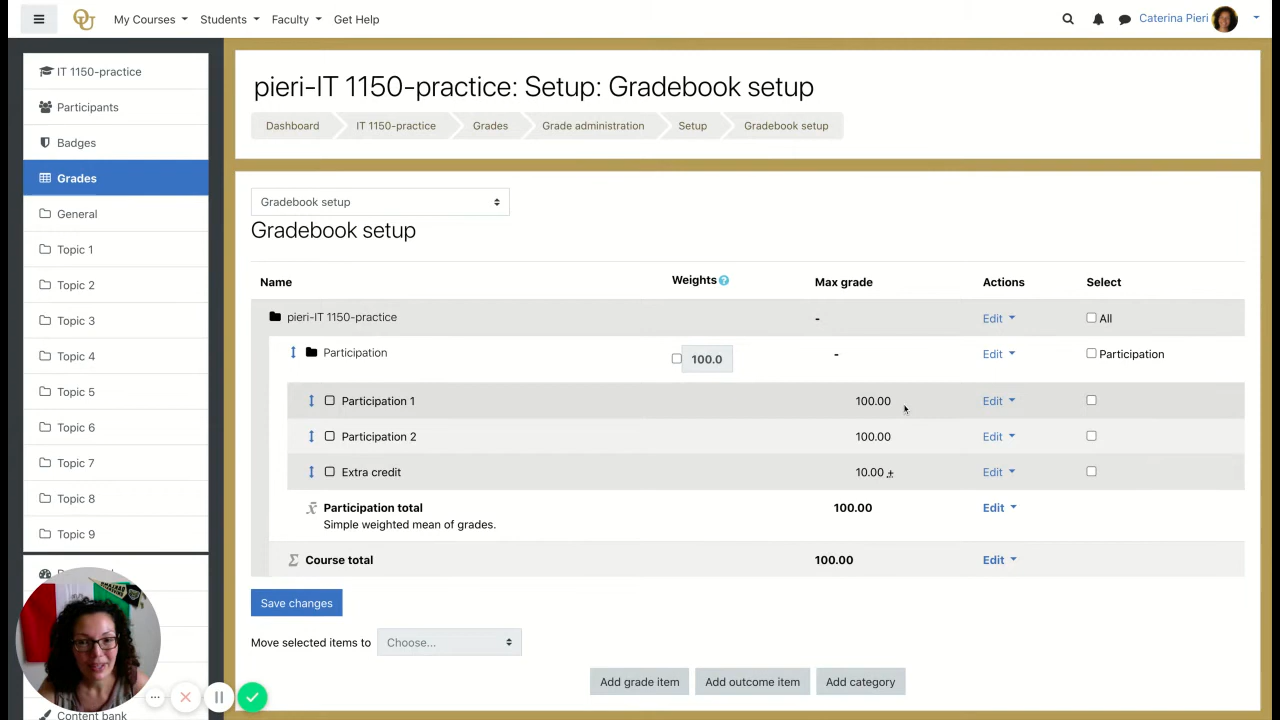 My Courses
Students
Faculty
Get Help
Caterina Pieri
IT 1150-practice
Participants
Badges
Grades
General
Topic 1
Topic 2
Topic 3
Topic 4
Topic 5
Topic 6
Topic 7
Topic 8
Topic 9
Content bank
pieri-IT 1150-practice: Setup: Gradebook setup
Dashboard
IT 1150-practice
Grades
Grade administration
Setup
Gradebook setup
Gradebook setup
Gradebook setup
Name Weights Max grade Actions Select
pieri-IT 1150-practice - Edit All
Participation 100.0 - Edit Participation
Participation 1 100.00 Edit
Participation 2 100.00 Edit
Extra credit 10.00 + Edit
Participation total 100.00 Edit
Simple weighted mean of grades.
Course total 100.00 Edit
Save changes
Move selected items to Choose...
Add grade item Add outcome item Add category